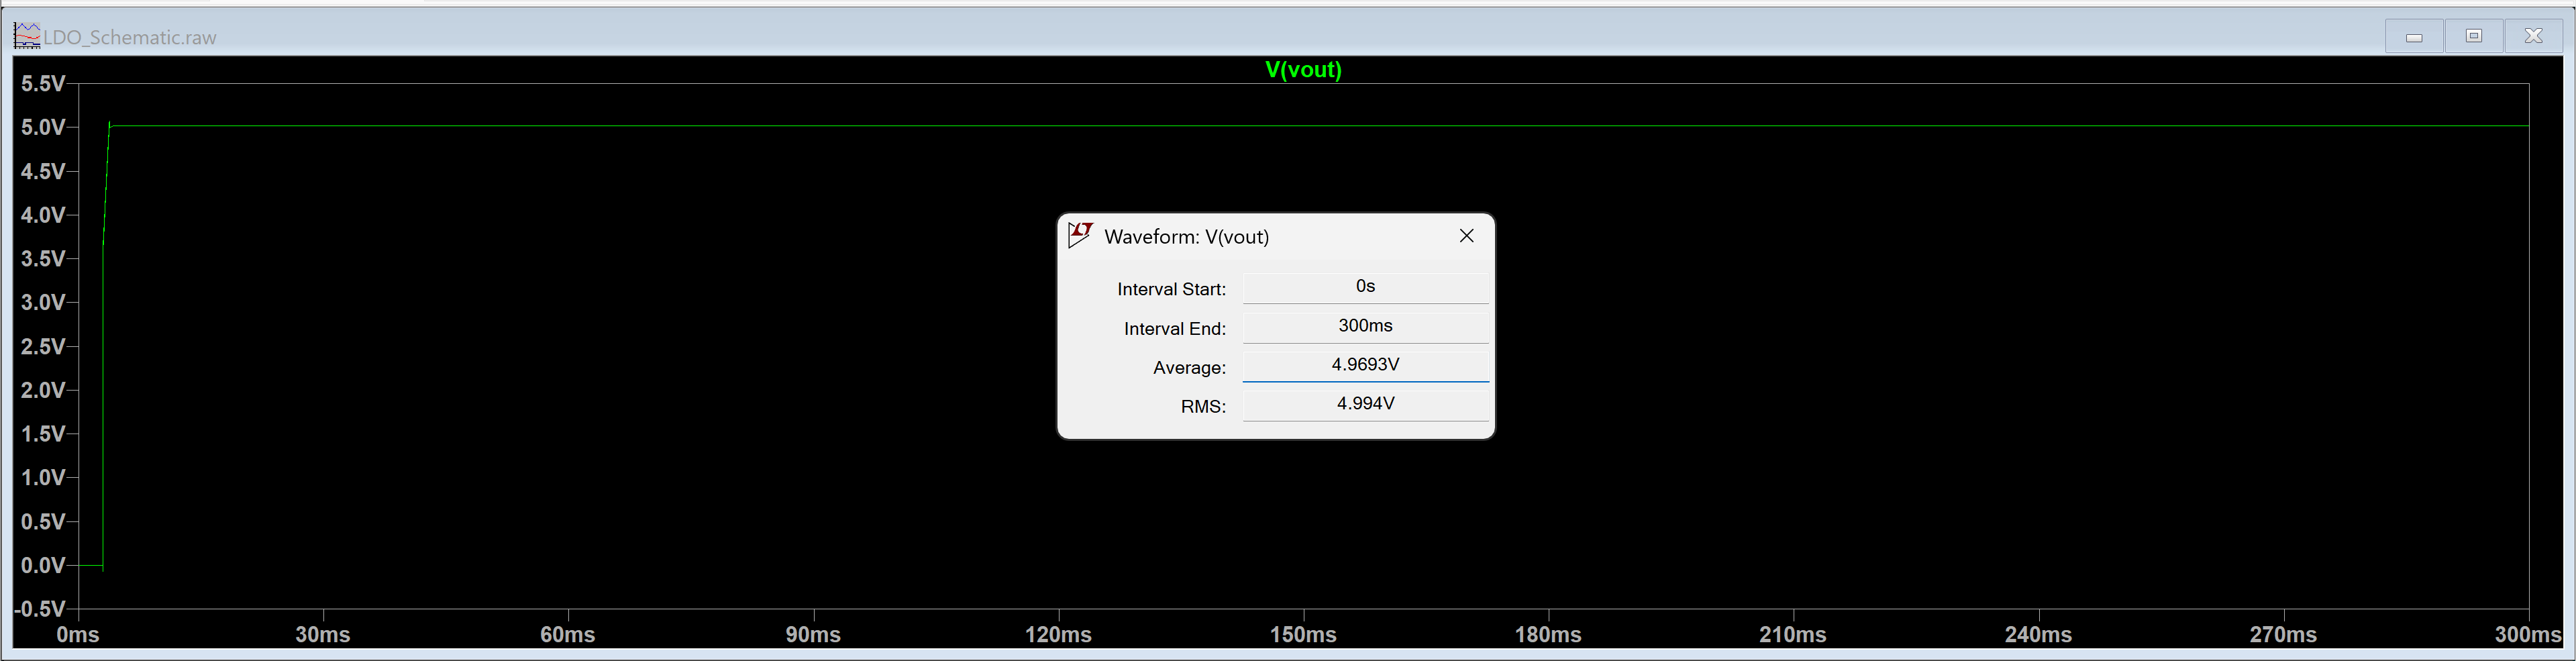 LDO_Schematic.raw
V(vout)
5.5V
5.0V
4.5V
4.0V
3.5V
3.0V
2.5V
2.0V
1.5V
1.0V
0.5V
0.0V
-0.5V
0ms 30ms 60ms 90ms 120ms 150ms 180ms 210ms 240ms 270ms 300ms
LT Waveform: V(vout)
Interval Start: 0s
Interval End: 300ms
Average: 4.9693V
RMS: 4.994V